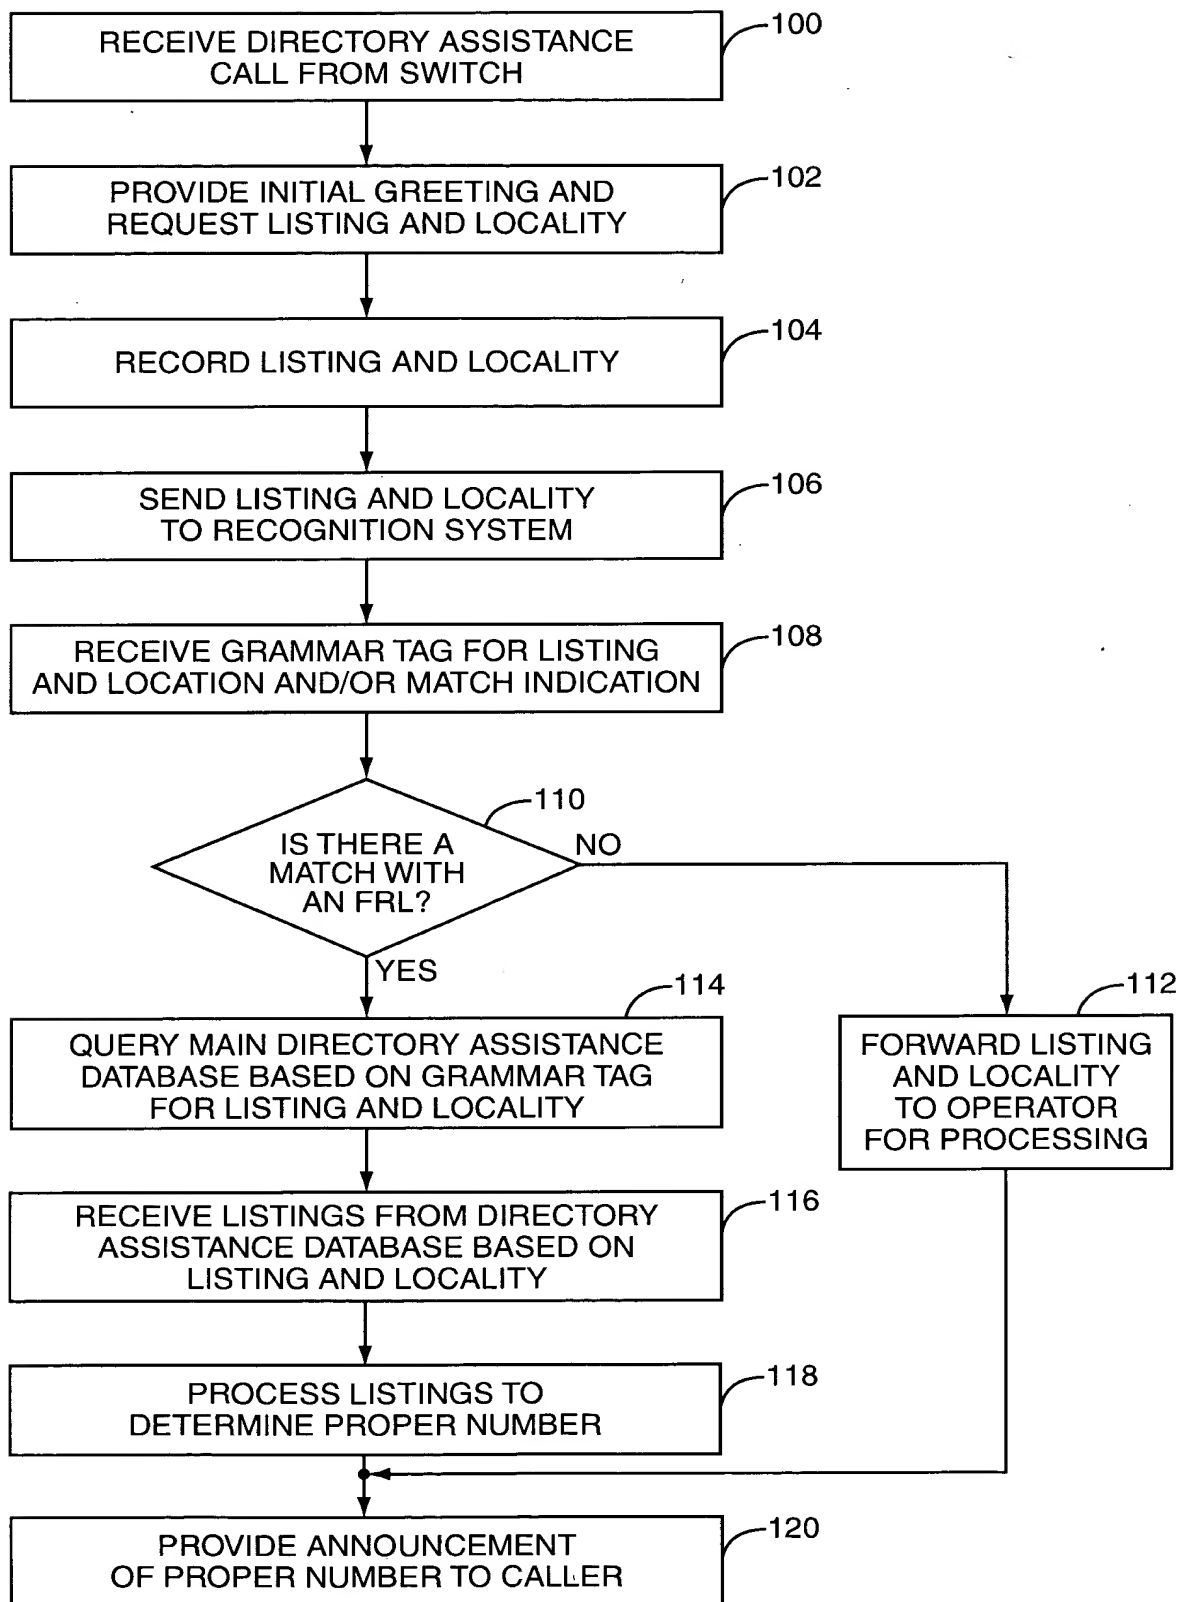 RECEIVE DIRECTORY ASSISTANCE
CALL FROM SWITCH
100
PROVIDE INITIAL GREETING AND
REQUEST LISTING AND LOCALITY
102
RECORD LISTING AND LOCALITY
104
SEND LISTING AND LOCALITY
TO RECOGNITION SYSTEM
106
RECEIVE GRAMMAR TAG FOR LISTING
AND LOCATION AND/OR MATCH INDICATION
108
IS THERE A
MATCH WITH
AN FRL?
110
NO
YES
QUERY MAIN DIRECTORY ASSISTANCE
DATABASE BASED ON GRAMMAR TAG
FOR LISTING AND LOCALITY
114
FORWARD LISTING
AND LOCALITY
TO OPERATOR
FOR PROCESSING
112
RECEIVE LISTINGS FROM DIRECTORY
ASSISTANCE DATABASE BASED ON
LISTING AND LOCALITY
116
PROCESS LISTINGS TO
DETERMINE PROPER NUMBER
118
PROVIDE ANNOUNCEMENT
OF PROPER NUMBER TO CALLER
120